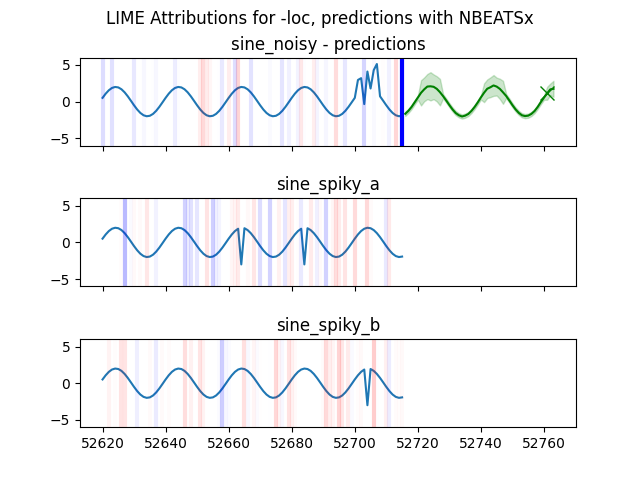 LIME Attributions for -loc, predictions with NBEATSx
sine_noisy - predictions
5
0
−5
sine_spiky_a
5
0
−5
sine_spiky_b
5
0
−5
52620 52640 52660 52680 52700 52720 52740 52760